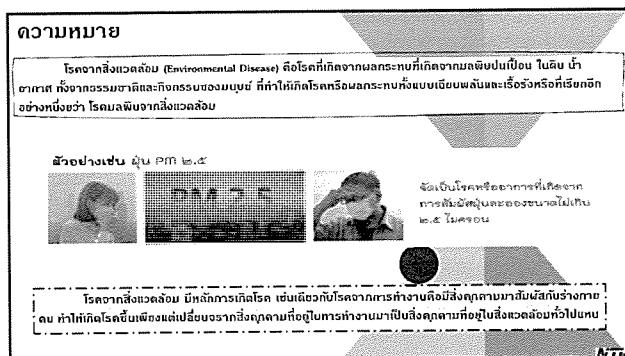 ความหมาย
โรคจากสิ่งแวดล้อม (Environmental Disease) คือโรคที่เกิดจากผลกระทบที่เกิดจากมลพิษปนเปื้อน ในดิน น้ำ
อากาศ ทั้งจากธรรมชาติและกิจกรรมของมนุษย์ ที่ทำให้เกิดโรคหรือผลกระทบทั้งแบบเฉียบพลันและเรื้อรังหรือที่เรียกอีก
อย่างหนึ่งว่า โรคมลพิษจากสิ่งแวดล้อม
ตัวอย่างเช่น ฝุ่น PM ๒.๕
PM 2.5
จัดเป็นโรคหรืออาการที่เกิดจาก
การสัมผัสฝุ่นละอองขนาดไม่เกิน
๒.๕ ไมครอน
โรคจากสิ่งแวดล้อม มีหลักการเกิดโรค เช่นเดียวกับโรคจากการทำงานคือมีสิ่งคุกคามมาสัมผัสกับร่างกาย
คน ทำให้เกิดโรคขึ้นเพียงแต่เปลี่ยนจากสิ่งคุกคามที่อยู่ในการทำงานมาเป็นสิ่งคุกคามที่อยู่ในสิ่งแวดล้อมทั่วไปแทน